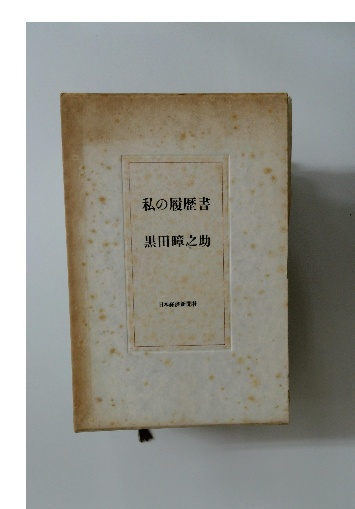 私の履歴書
黒田暲之助
日本経済新聞社